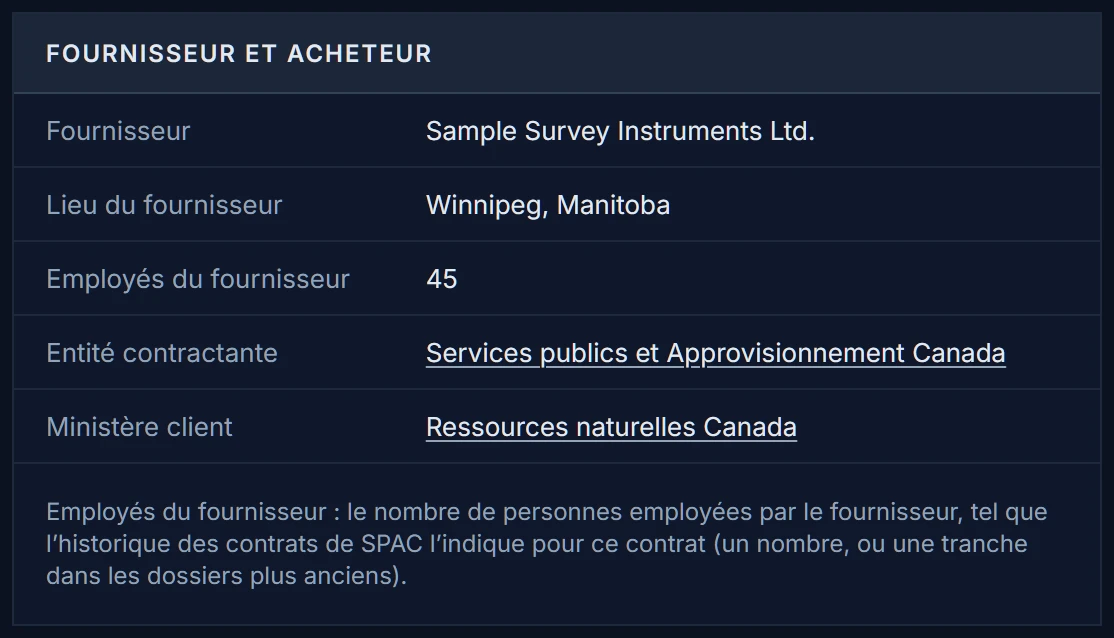 FOURNISSEUR ET ACHETEUR
Fournisseur Sample Survey Instruments Ltd.
Lieu du fournisseur Winnipeg, Manitoba
Employés du fournisseur 45
Entité contractante Services publics et Approvisionnement Canada
Ministère client Ressources naturelles Canada
Employés du fournisseur : le nombre de personnes employées par le fournisseur, tel que
l’historique des contrats de SPAC l’indique pour ce contrat (un nombre, ou une tranche
dans les dossiers plus anciens).